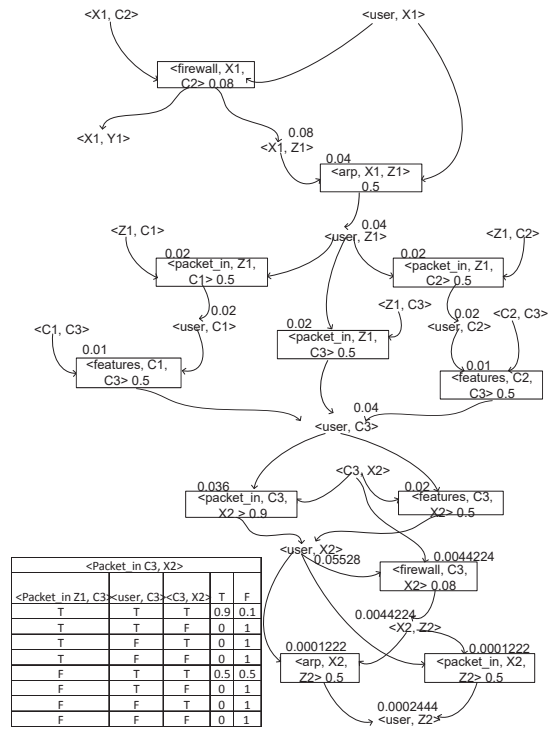 <X1, C2>
<user, X1>
<firewall, X1,
C2> 0.08
<X1, Y1>
0.08
<X1, Z1>
0.04
<arp, X1, Z1>
0.5
0.04
<user, Z1>
<Z1, C1>
<Z1, C2>
0.02
<packet_in, Z1,
C1> 0.5
0.02
<packet_in, Z1,
C2> 0.5
0.02
<user, C1>
<Z1, C3>
0.02
<user, C2>
<C2, C3>
<C1, C3>
0.02
<packet_in, Z1,
C3> 0.5
0.01
<features, C1,
C3> 0.5
0.01
<features, C2,
C3> 0.5
0.04
<user, C3>
<C3, X2>
0.036
<packet_in, C3,
X2 > 0.9
0.02
<features, C3,
X2> 0.5
<user, X2>
0.05528
0.0044224
<firewall, C3,
X2> 0.08
0.0044224
<X2, Z2>
0.0001222
<arp, X2,
Z2> 0.5
0.0001222
<packet_in, X2,
Z2> 0.5
0.0002444
<user, Z2>
<Packet_in C3, X2>
<Packet_in Z1, C3> <user, C3> <C3, X2> T F
T T T 0.9 0.1
T T F 0 1
T F T 0 1
T F F 0 1
F T T 0.5 0.5
F T F 0 1
F F T 0 1
F F F 0 1